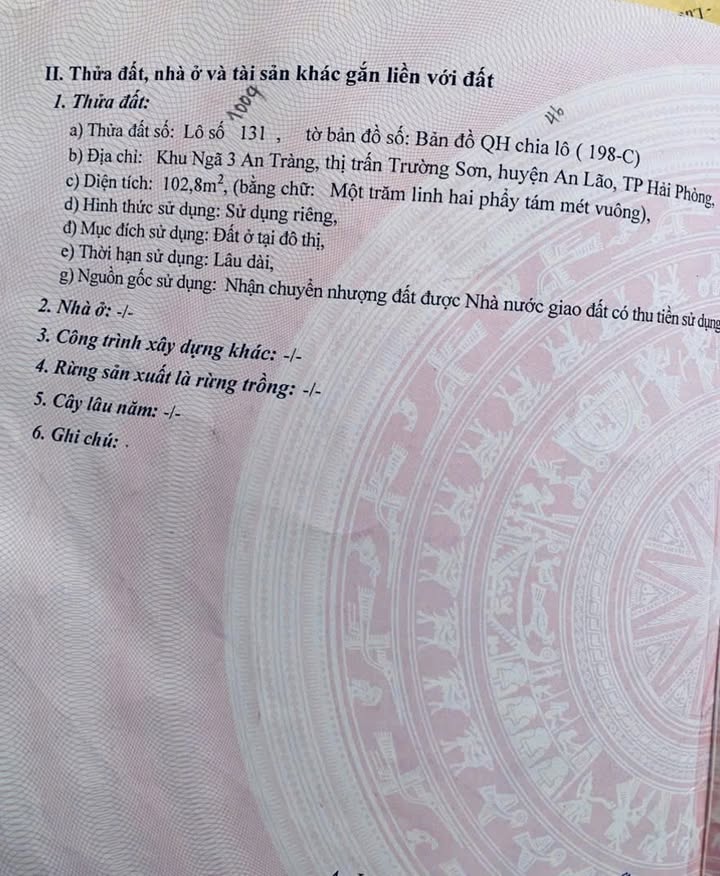 II. Thửa đất, nhà ở và tài sản khác gắn liền với đất
1. Thửa đất:
1009
46
a) Thửa đất số: Lô số 131 , tờ bản đồ số: Bản đồ QH chia lô ( 198-C)
b) Địa chỉ: Khu Ngã 3 An Tràng, thị trấn Trường Sơn, huyện An Lão, TP Hải Phòng,
c) Diện tích: 102,8m², (bằng chữ: Một trăm linh hai phẩy tám mét vuông),
d) Hình thức sử dụng: Sử dụng riêng,
đ) Mục đích sử dụng: Đất ở tại đô thị,
e) Thời hạn sử dụng: Lâu dài,
g) Nguồn gốc sử dụng: Nhận chuyển nhượng đất được Nhà nước giao đất có thu tiền sử dụng
2. Nhà ở: -/-
3. Công trình xây dựng khác: -/-
4. Rừng sản xuất là rừng trồng: -/-
5. Cây lâu năm: -/-
6. Ghi chú: .